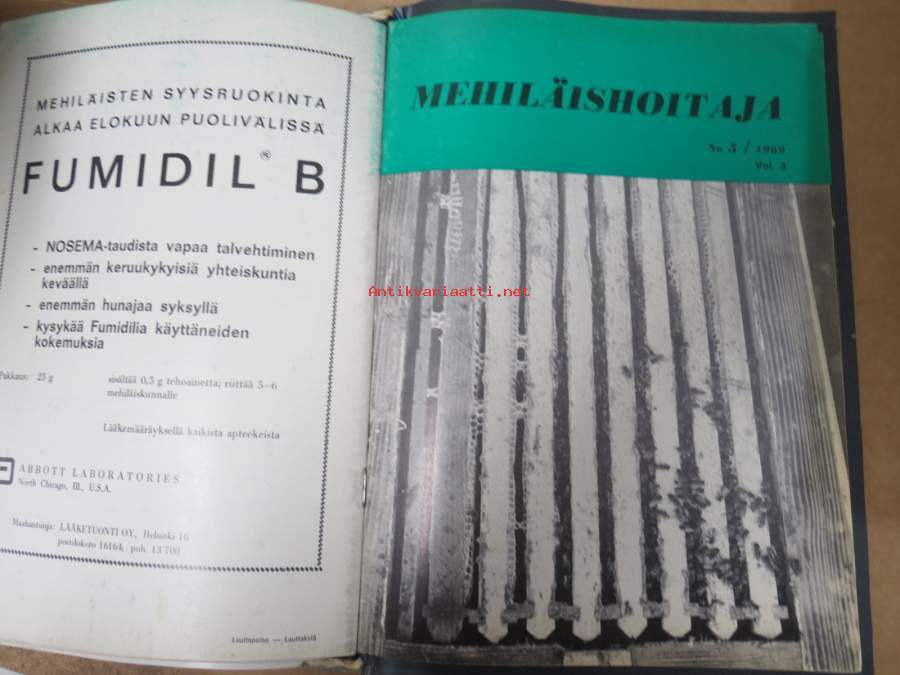 MEHILÄISTEN SYYSRUOKINTA
ALKAA ELOKUUN PUOLIVÄLISSÄ
FUMIDIL® B
- NOSEMA-taudista vapaa talvehtiminen
- enemmän keruukykyisiä yhteiskuntia
keväällä
- enemmän hunajaa syksyllä
- kysykää Fumidilia käyttäneiden
kokemuksia
Pakkaus: 25 g
sisältää 0,5 g tehoainetta; riittää 5—6
mehiläiskunnalle
Lääkemääräyksellä kaikista apteekeista
ABBOTT LABORATORIES
North Chicago, Ill., U.S.A.
Maahantuoja: LÄÄKETUONTI OY, Helsinki 16
postilokero 16164, puh. 13 700
Lauttapaino — Luuttakylä
MEHILÄISHOITAJA
No 5 / 1969
Vol. 3
Antikvariaatti.net